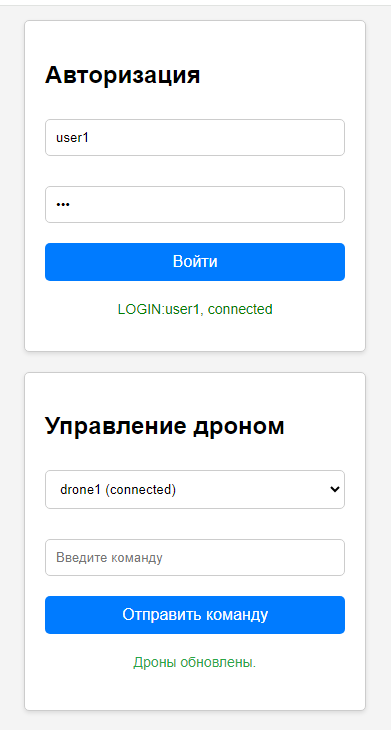 Авторизация
user1
•••
Войти
LOGIN:user1, connected
Управление дроном
drone1 (connected)
Введите команду
Отправить команду
Дроны обновлены.